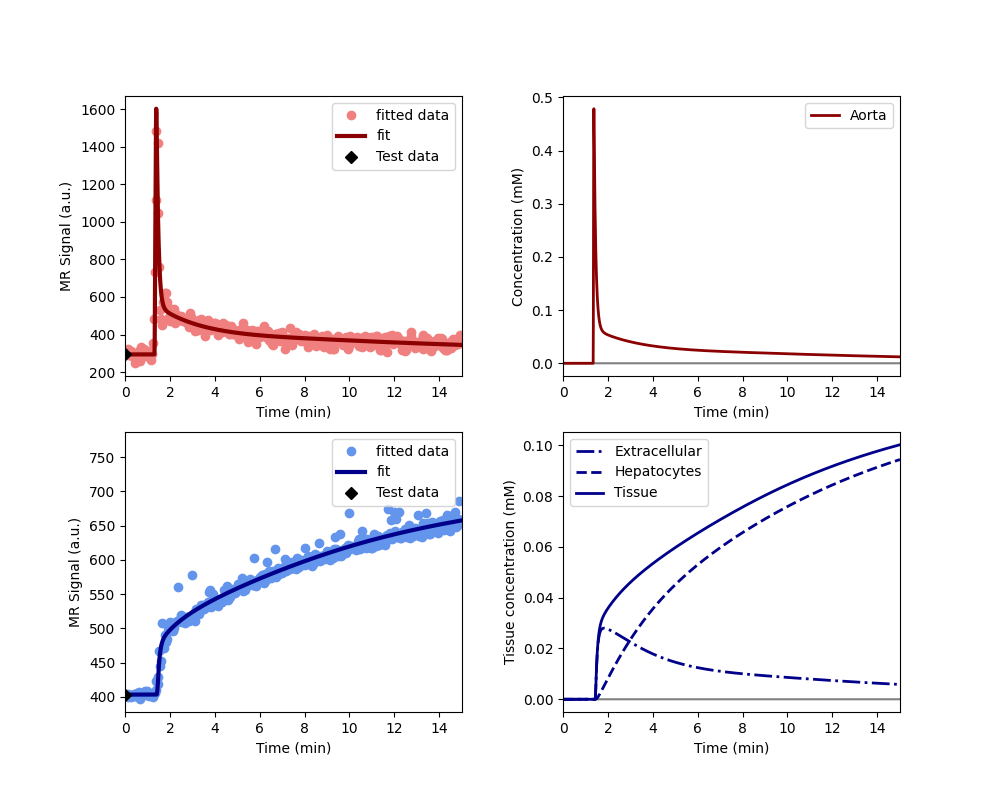 1600
1400
1200
1000
800
600
400
200
MR Signal (a.u.)
fitted data
fit
Test data
0 2 4 6 8 10 12 14
Time (min)
0.5
0.4
0.3
0.2
0.1
0.0
Concentration (mM)
Aorta
0 2 4 6 8 10 12 14
Time (min)
750
700
650
600
550
500
450
400
MR Signal (a.u.)
fitted data
fit
Test data
0 2 4 6 8 10 12 14
Time (min)
0.10
0.08
0.06
0.04
0.02
0.00
Tissue concentration (mM)
Extracellular
Hepatocytes
Tissue
0 2 4 6 8 10 12 14
Time (min)